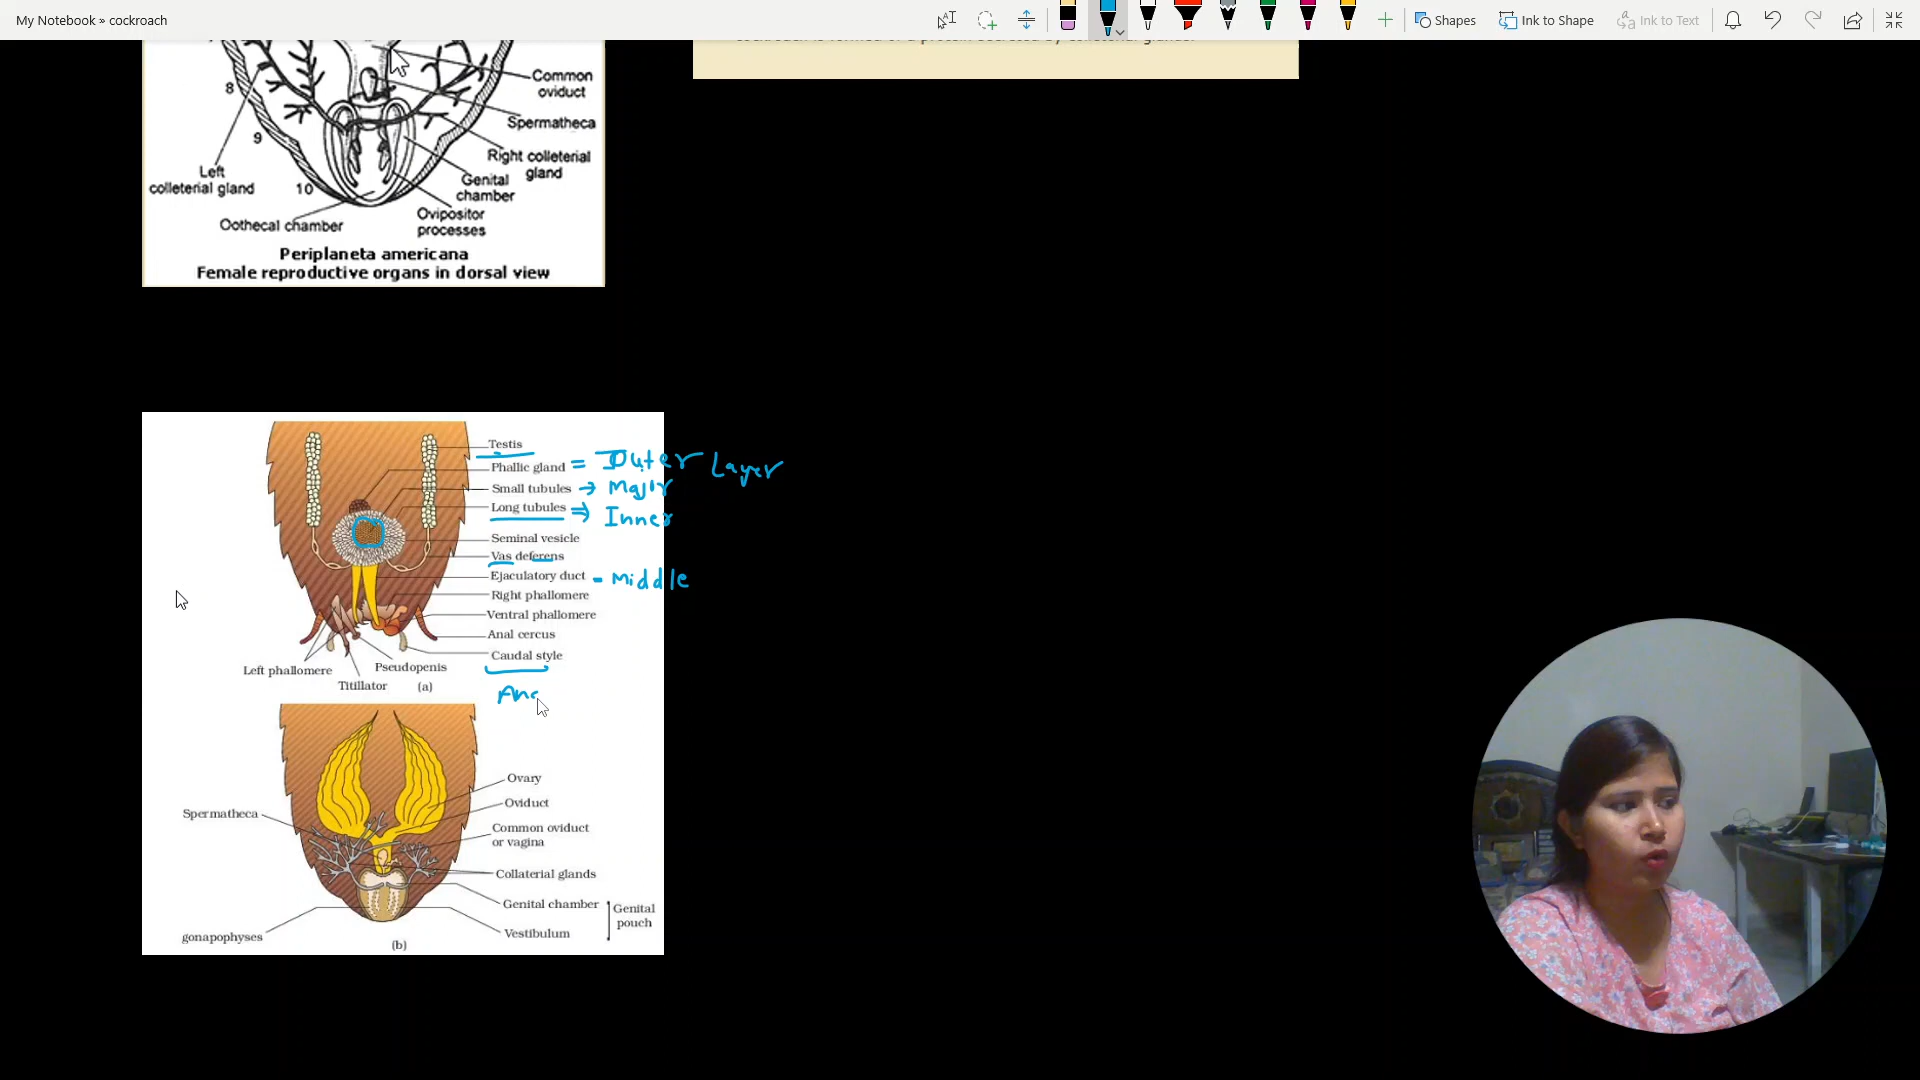 My Notebook » cockroach
Shapes
Ink to Shape
Ink to Text
8
Common
oviduct
9
Spermatheca
Left
colleterial gland
10
Right colleterial
gland
Genital
chamber
Ovipositor
processes
Oothecal chamber
Periplaneta americana
Female reproductive organs in dorsal view
Testis
Phallic gland = Outer Layer
Small tubules → Major
Long tubules ⇒ Inner
Seminal vesicle
Vas deferens
Ejaculatory duct - Middle
Right phallomere
Ventral phallomere
Anal cercus
Caudal style
Left phallomere
Pseudopenis
Titillator
(a)
Ana
Ovary
Spermatheca
Oviduct
Common oviduct
or vagina
Collaterial glands
Genital chamber
Genital
pouch
Vestibulum
gonapophyses
(b)